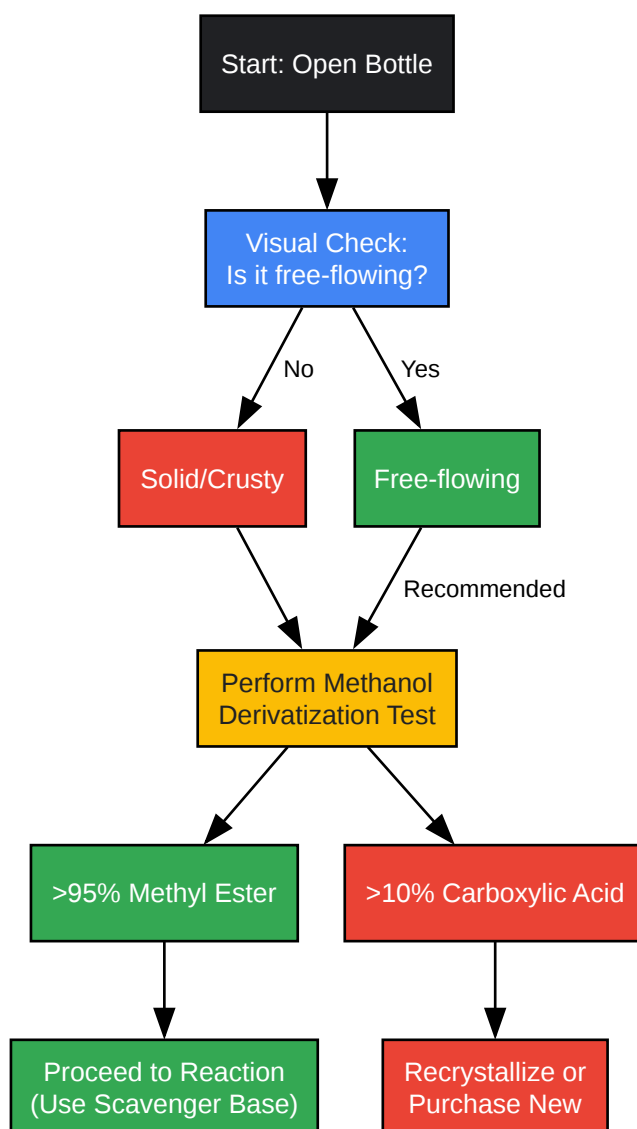 Start: Open Bottle
Visual Check:
Is it free-flowing?
No
Yes
Solid/Crusty
Free-flowing
Recommended
Perform Methanol
Derivatization Test
>95% Methyl Ester
>10% Carboxylic Acid
Proceed to Reaction
(Use Scavenger Base)
Recrystallize or
Purchase New